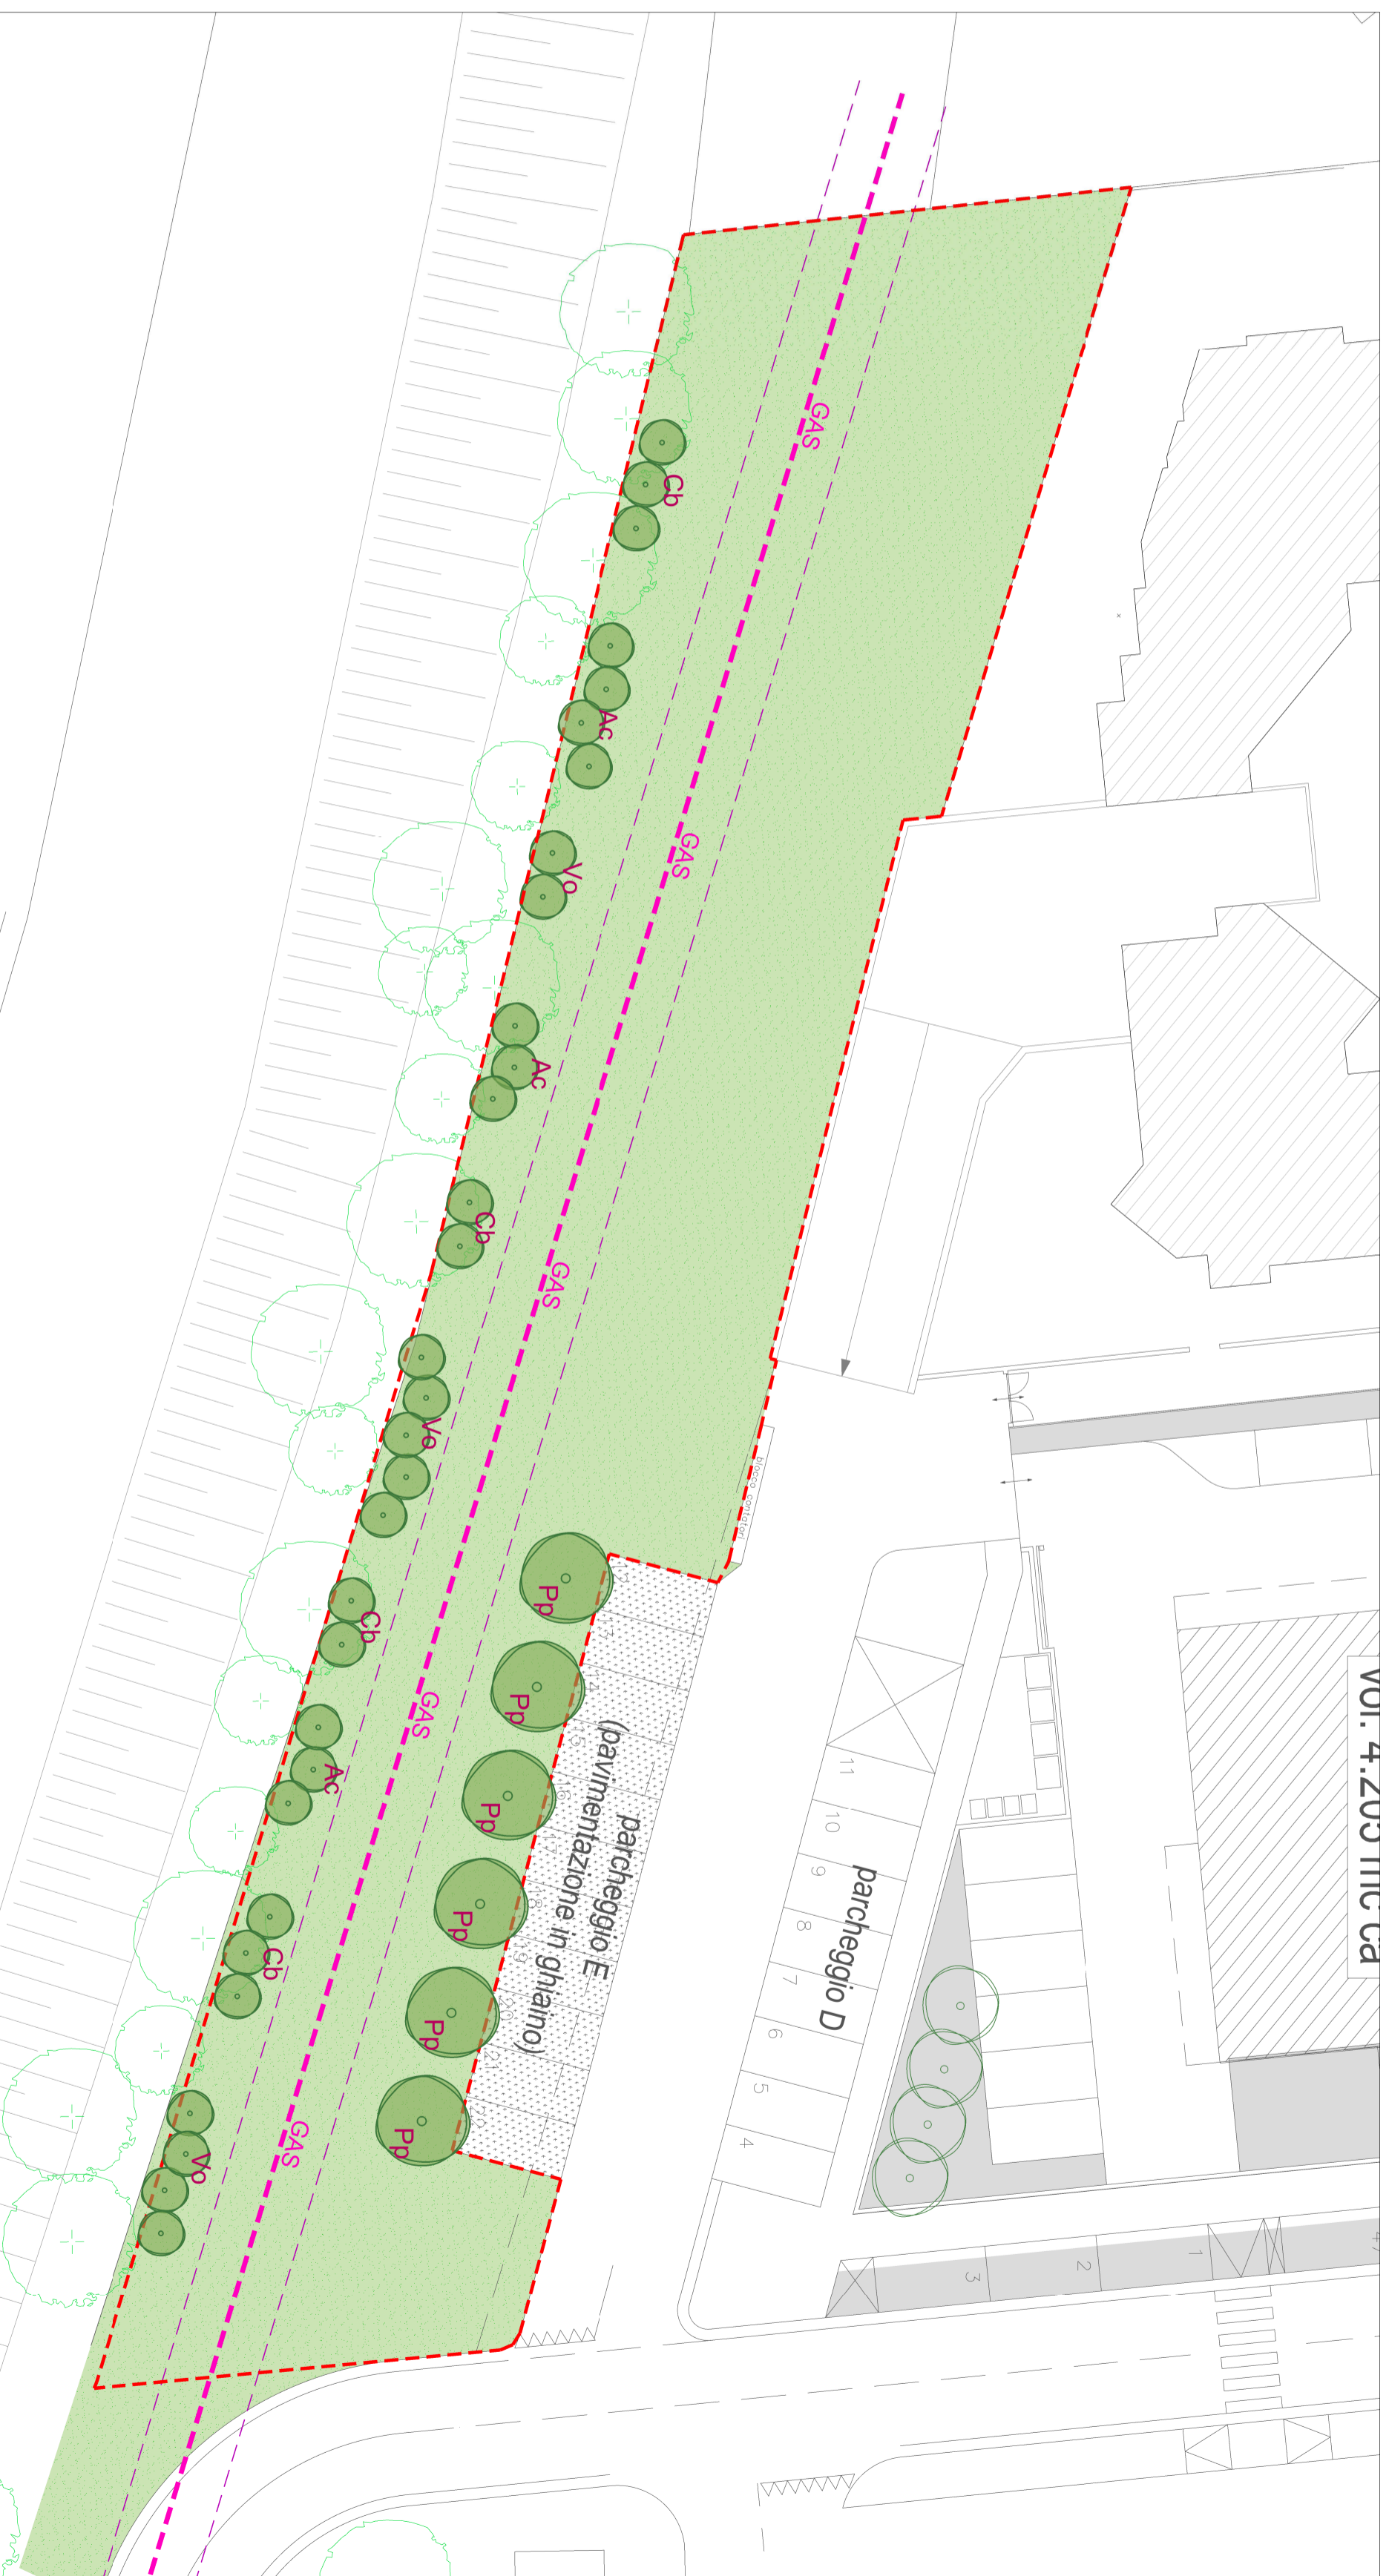 GAS
Cb
Ac
GAS
Vo
Ac
Cb
GAS
Vo
blocco contatori
Pp
Cb
Pp
GAS
Ac
Pp
parcheggio E
(pavimentazione in ghiaino)
Pp
Cb
Pp
Pp
Vo
GAS
parcheggio D
11
10
9
8
7
6
5
4
3
2
1
vol. 4.205 mc ca